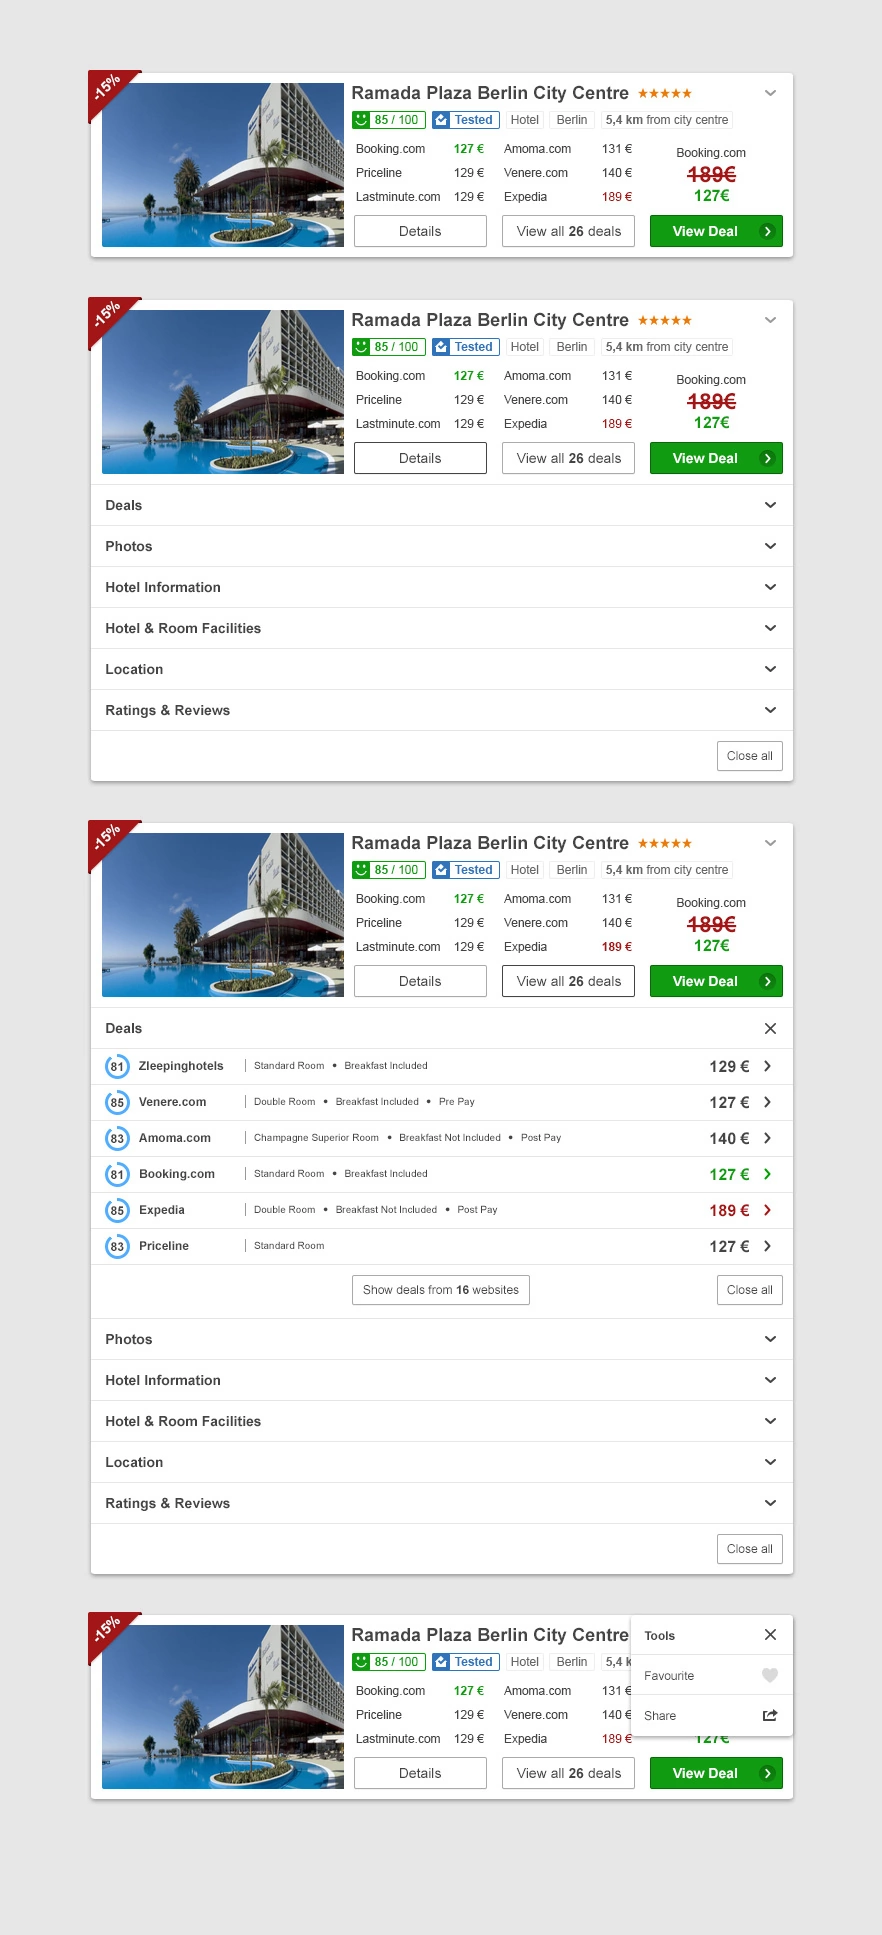 -15%
Ramada Plaza Berlin City Centre ★★★★★
85 / 100 Tested Hotel Berlin 5,4 km from city centre
Booking.com 127 € Amoma.com 131 € Booking.com
Priceline 129 € Venere.com 140 € 189€
Lastminute.com 129 € Expedia 189 € 127€
Details View all 26 deals View Deal
-15%
Ramada Plaza Berlin City Centre ★★★★★
85 / 100 Tested Hotel Berlin 5,4 km from city centre
Booking.com 127 € Amoma.com 131 € Booking.com
Priceline 129 € Venere.com 140 € 189€
Lastminute.com 129 € Expedia 189 € 127€
Details View all 26 deals View Deal
Deals
Photos
Hotel Information
Hotel & Room Facilities
Location
Ratings & Reviews
Close all
-15%
Ramada Plaza Berlin City Centre ★★★★★
85 / 100 Tested Hotel Berlin 5,4 km from city centre
Booking.com 127 € Amoma.com 131 € Booking.com
Priceline 129 € Venere.com 140 € 189€
Lastminute.com 129 € Expedia 189 € 127€
Details View all 26 deals View Deal
Deals
81 Zleepinghotels Standard Room • Breakfast Included 129 €
85 Venere.com Double Room • Breakfast Included • Pre Pay 127 €
83 Amoma.com Champagne Superior Room • Breakfast Not Included • Post Pay 140 €
81 Booking.com Standard Room • Breakfast Included 127 €
85 Expedia Double Room • Breakfast Not Included • Post Pay 189 €
83 Priceline Standard Room 127 €
Show deals from 16 websites Close all
Photos
Hotel Information
Hotel & Room Facilities
Location
Ratings & Reviews
Close all
-15%
Ramada Plaza Berlin City Centre Tools
85 / 100 Tested Hotel Berlin 5,4 k
Favourite
Booking.com 127 € Amoma.com 131 €
Priceline 129 € Venere.com 140 € Share
Lastminute.com 129 € Expedia 189 € 127€
Details View all 26 deals View Deal